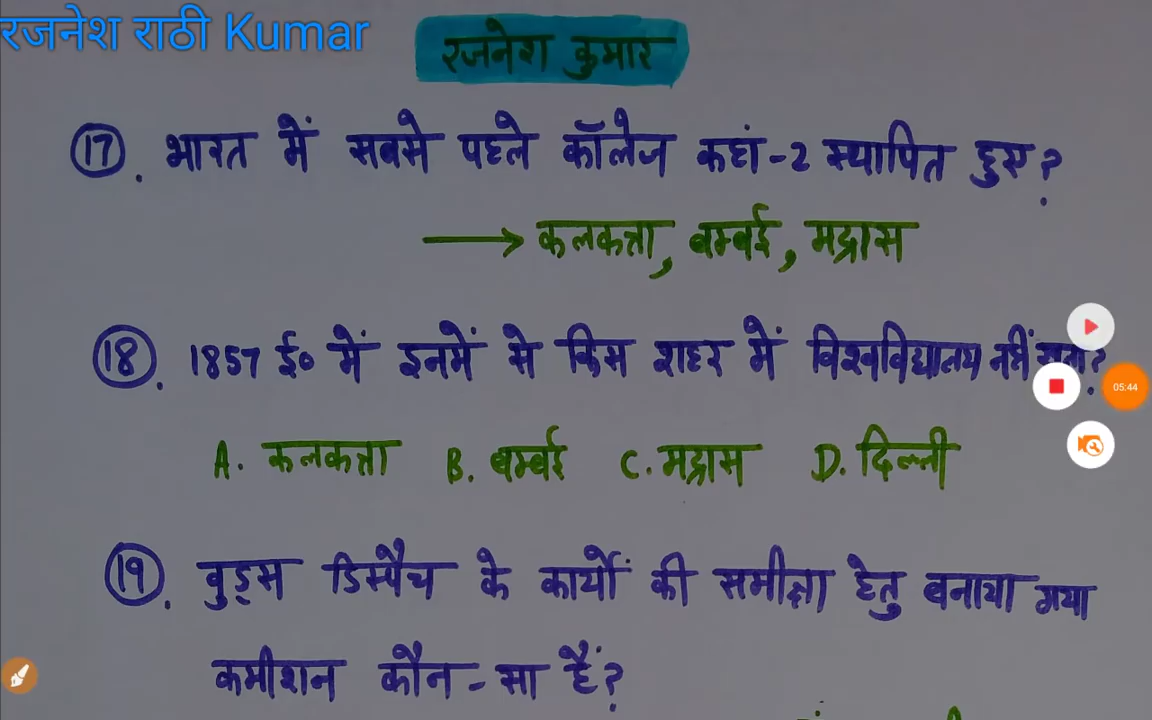 रजनेश राठी Kumar
रजनेश कुमार
17. भारत में सबसे पहले कॉलेज कहां-2 स्थापित हुए?
→ कलकत्ता, बम्बई, मद्रास
18. 1857 ई० में इनमें से किस शहर में विश्वविद्यालय नहीं
05:44
A. कलकत्ता B. बम्बई C. मद्रास D. दिल्ली
19. वुड्स डिस्पैच के कार्यों की समीक्षा हेतु बनाया गया
कमीशन कौन-सा हैं?